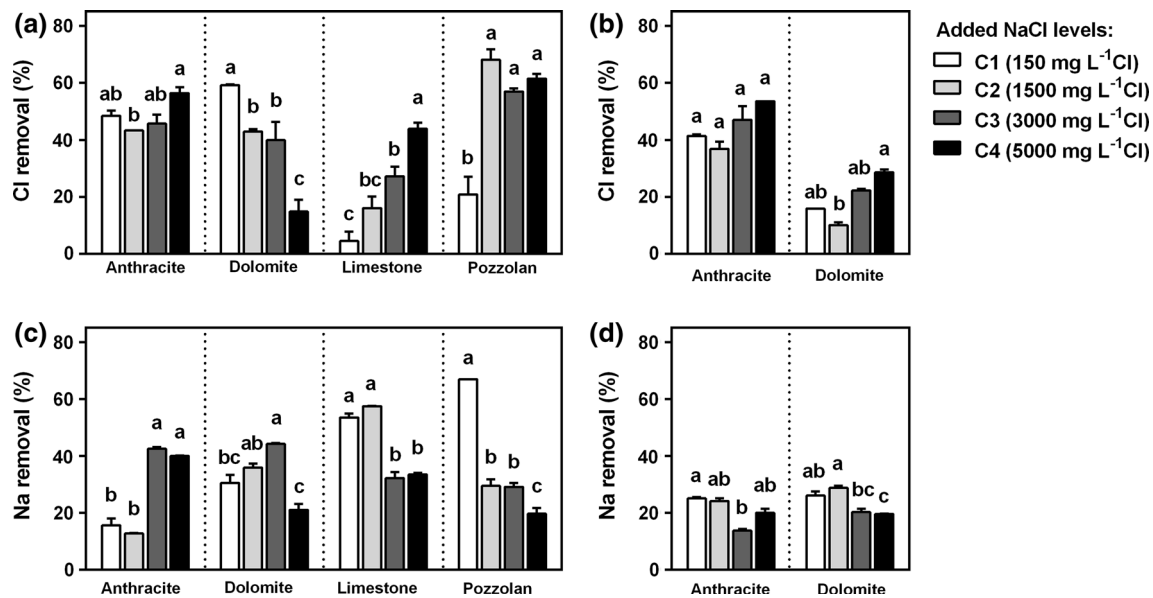 (a)
Cl removal (%)
80
60
40
20
0
ab
b
ab
a
a
b
b
c
c
bc
b
a
b
a
a
a
Anthracite
Dolomite
Limestone
Pozzolan
(b)
Cl removal (%)
80
60
40
20
0
a
a
a
a
ab
b
ab
a
Anthracite
Dolomite
Added NaCl levels:
C1 (150 mg L⁻¹Cl)
C2 (1500 mg L⁻¹Cl)
C3 (3000 mg L⁻¹Cl)
C4 (5000 mg L⁻¹Cl)
(c)
Na removal (%)
80
60
40
20
0
b
b
a
a
bc
ab
a
c
a
a
b
b
a
b
b
c
Anthracite
Dolomite
Limestone
Pozzolan
(d)
Na removal (%)
80
60
40
20
0
a
ab
b
ab
ab
a
bc
c
Anthracite
Dolomite